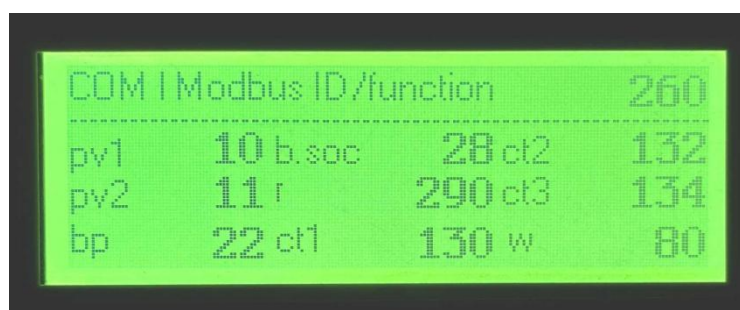 COM | Modbus ID/function 260
pv1 10 b.soc 28 ct2 132
pv2 11 r 290 ct3 134
bp 22 ct1 130 w 80